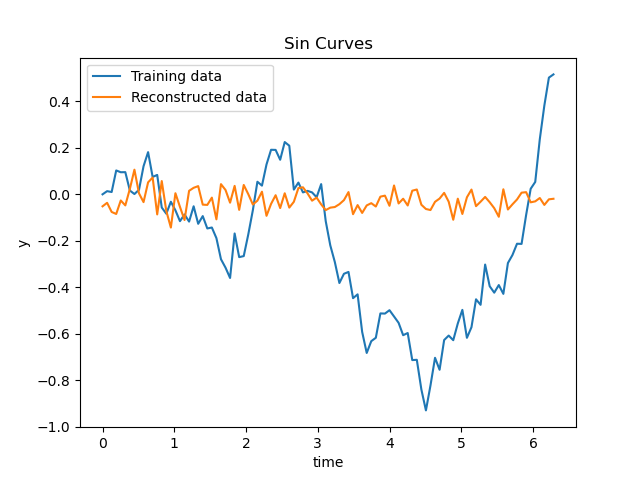 Sin Curves
Training data
Reconstructed data
0.4
0.2
0.0
−0.2
−0.4
−0.6
−0.8
−1.0
y
0 1 2 3 4 5 6
time